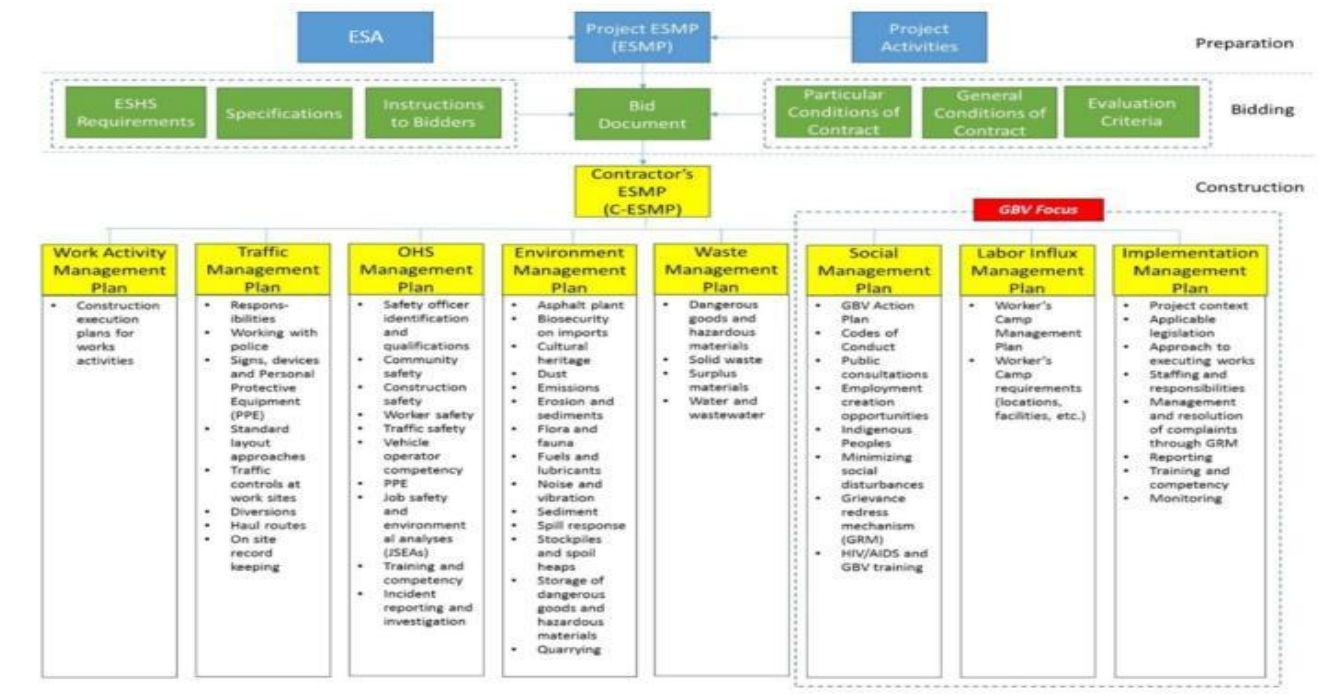 ESA
Project ESMP
(ESMP)
Project
Activities
Preparation
ESHS
Requirements
Specifications
Instructions
to Bidders
Bid
Document
Particular
Conditions of
Contract
General
Conditions of
Contract
Evaluation
Criteria
Bidding
Contractor's
ESMP
(C-ESMP)
Construction
GBV Focus
Work Activity
Management
Plan
• Construction
execution
plans for
works
activities
Traffic
Management
Plan
• Respons-
ibilities
• Working with
police
• Signs, devices
and Personal
Protective
Equipment
(PPE)
• Standard
layout
approaches
• Traffic
controls at
work sites
• Diversions
• Haul routes
• On site
record
keeping
OHS
Management
Plan
• Safety officer
identification
and
qualifications
• Community
safety
• Construction
safety
• Worker safety
• Traffic safety
• Vehicle
operator
competency
• PPE
• Job safety
and
environment
al analyses
(JSEAs)
• Training and
competency
• Incident
reporting and
investigation
Environment
Management
Plan
• Asphalt plant
• Biosecurity
on imports
• Cultural
heritage
• Dust
• Emissions
• Erosion and
sediments
• Flora and
fauna
• Fuels and
lubricants
• Noise and
vibration
• Sediment
• Spill response
• Stockpiles
and spoil
heaps
• Storage of
dangerous
goods and
hazardous
materials
• Quarrying
Waste
Management
Plan
• Dangerous
goods and
hazardous
materials
• Solid waste
• Surplus
materials
• Water and
wastewater
Social
Management
Plan
• GBV Action
Plan
• Codes of
Conduct
• Public
consultations
• Employment
creation
opportunities
• Indigenous
Peoples
• Minimizing
social
disturbances
• Grievance
redress
mechanism
(GRM)
• HIV/AIDS and
GBV training
Labor Influx
Management
Plan
• Worker's
Camp
Management
Plan
• Worker's
Camp
requirements
(locations,
facilities, etc.)
Implementation
Management
Plan
• Project context
• Applicable
legislation
• Approach to
executing works
• Staffing and
responsibilities
• Management
and resolution
of complaints
through GRM
• Reporting
• Training and
competency
• Monitoring